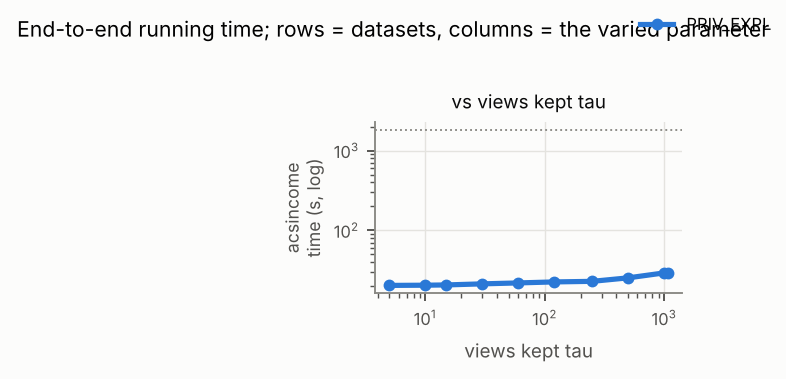 End-to-end running time; rows = datasets, columns = the varied parameter
PRIV_EXPL
vs views kept tau
acsincome
time (s, log)
10³
10²
10¹ 10² 10³
views kept tau